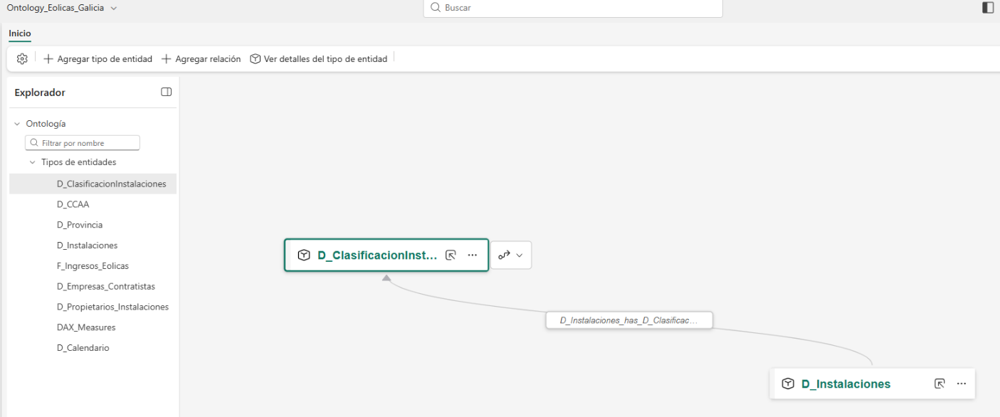 Ontology_Eolicas_Galicia
Buscar
Inicio
Agregar tipo de entidad
Agregar relación
Ver detalles del tipo de entidad
Explorador
Ontología
Filtrar por nombre
Tipos de entidades
D_ClasificacionInstalaciones
D_CCAA
D_Provincia
D_Instalaciones
F_Ingresos_Eolicas
D_Empresas_Contratistas
D_Propietarios_Instalaciones
DAX_Measures
D_Calendario
D_ClasificacionInst...
D_Instalaciones_has_D_Clasificac...
D_Instalaciones